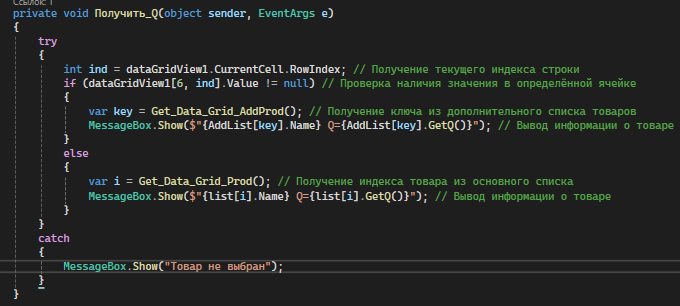 Ссылок: 1
private void Получить_Q(object sender, EventArgs e)
{
    try
    {
        int ind = dataGridView1.CurrentCell.RowIndex; // Получение текущего индекса строки
        if (dataGridView1[6, ind].Value != null) // Проверка наличия значения в определённой ячейке
        {
            var key = Get_Data_Grid_AddProd(); // Получение ключа из дополнительного списка товаров
            MessageBox.Show($"{AddList[key].Name} Q={AddList[key].GetQ()}"); // Вывод информации о товаре
        }
        else
        {
            var i = Get_Data_Grid_Prod(); // Получение индекса товара из основного списка
            MessageBox.Show($"{list[i].Name} Q={list[i].GetQ()}"); // Вывод информации о товаре
        }
    }
    catch
    {
        MessageBox.Show("Товар не выбран");
    }
}